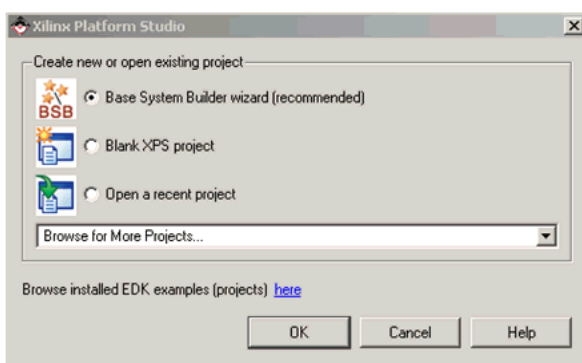 Xilinx Platform Studio
Create new or open existing project
BSB
Base System Builder wizard (recommended)
Blank XPS project
Open a recent project
Browse for More Projects...
Browse installed EDK examples (projects) here
OK Cancel Help